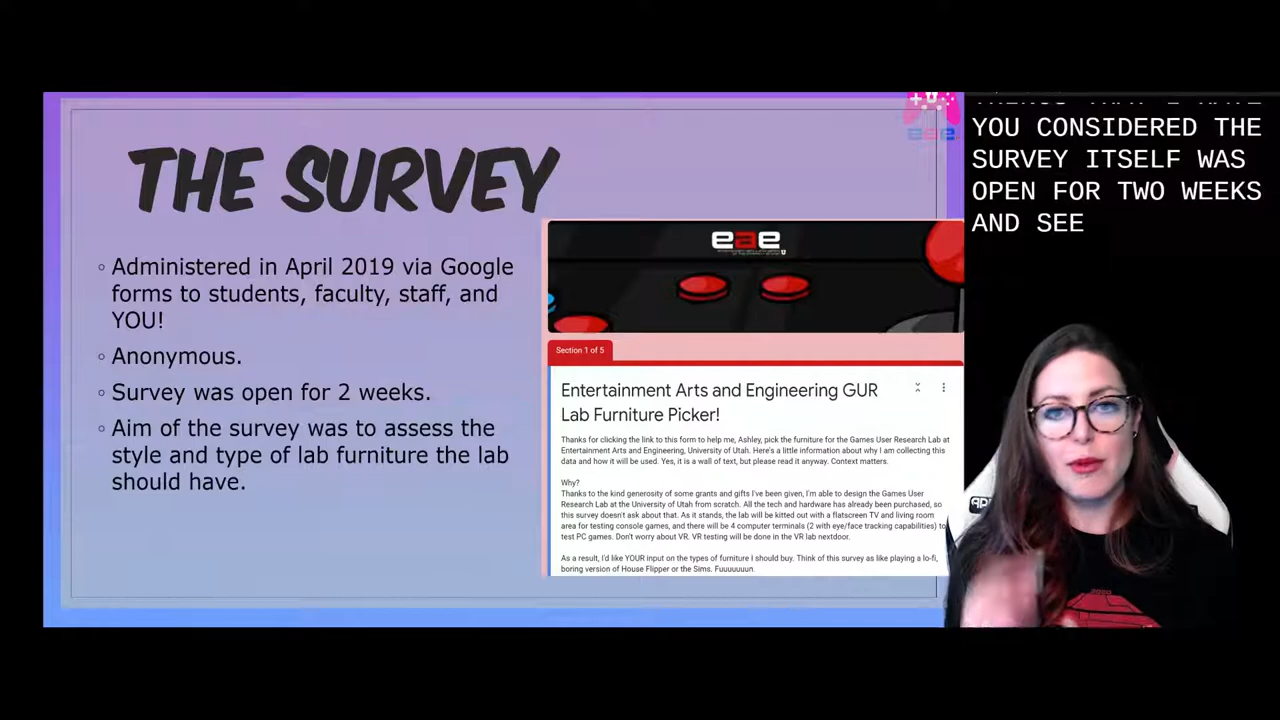 THE SURVEY
◦ Administered in April 2019 via Google
forms to students, faculty, staff, and
YOU!
◦ Anonymous.
◦ Survey was open for 2 weeks.
◦ Aim of the survey was to assess the
style and type of lab furniture the lab
should have.
eae
eae
Section 1 of 5
Entertainment Arts and Engineering GUR
Lab Furniture Picker!
Thanks for clicking the link to this form to help me, Ashley, pick the furniture for the Games User Research Lab at
Entertainment Arts and Engineering, University of Utah. Here's a little information about why I am collecting this
data and how it will be used. Yes, it is a wall of text, but please read it anyway. Context matters.
Why?
Thanks to the kind generosity of some grants and gifts I've been given, I'm able to design the Games User
Research Lab at the University of Utah from scratch. All the tech and hardware has already been purchased, so
this survey doesn't ask about that. As it stands, the lab will be kitted out with a flatscreen TV and living room
area for testing console games, and there will be 4 computer terminals (2 with eye/face tracking capabilities) to
test PC games. Don't worry about VR. VR testing will be done in the VR lab nextdoor.
As a result, I'd like YOUR input on the types of furniture I should buy. Think of this survey as like playing a lo-fi,
boring version of House Flipper or the Sims. Fuuuuuuun.
YOU CONSIDERED THE
SURVEY ITSELF WAS
OPEN FOR TWO WEEKS
AND SEE